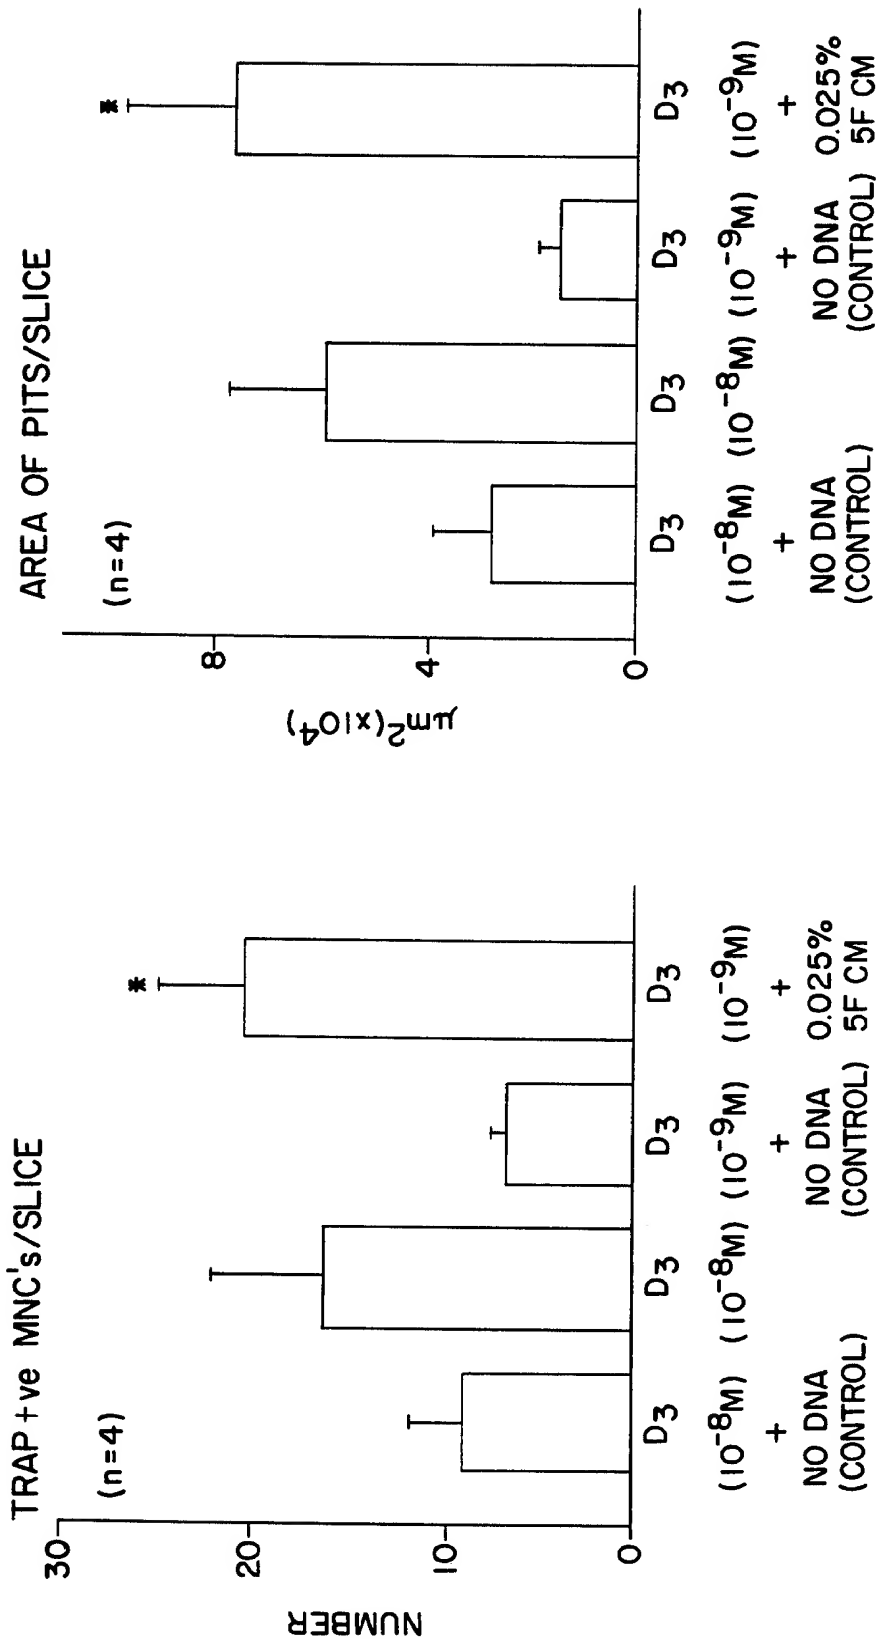 TRAP +ve MNC's/SLICE
(n=4)
NUMBER
30
20
10
0
D3 D3 D3 D3
(10-8M) (10-8M) (10-9M) (10-9M)
+ + +
NO DNA NO DNA 0.025%
(CONTROL) (CONTROL) 5F CM
*
AREA OF PITS/SLICE
(n=4)
μm2(x104)
8
4
0
D3 D3 D3 D3
(10-8M) (10-8M) (10-9M) (10-9M)
+ + +
NO DNA NO DNA 0.025%
(CONTROL) (CONTROL) 5F CM
*